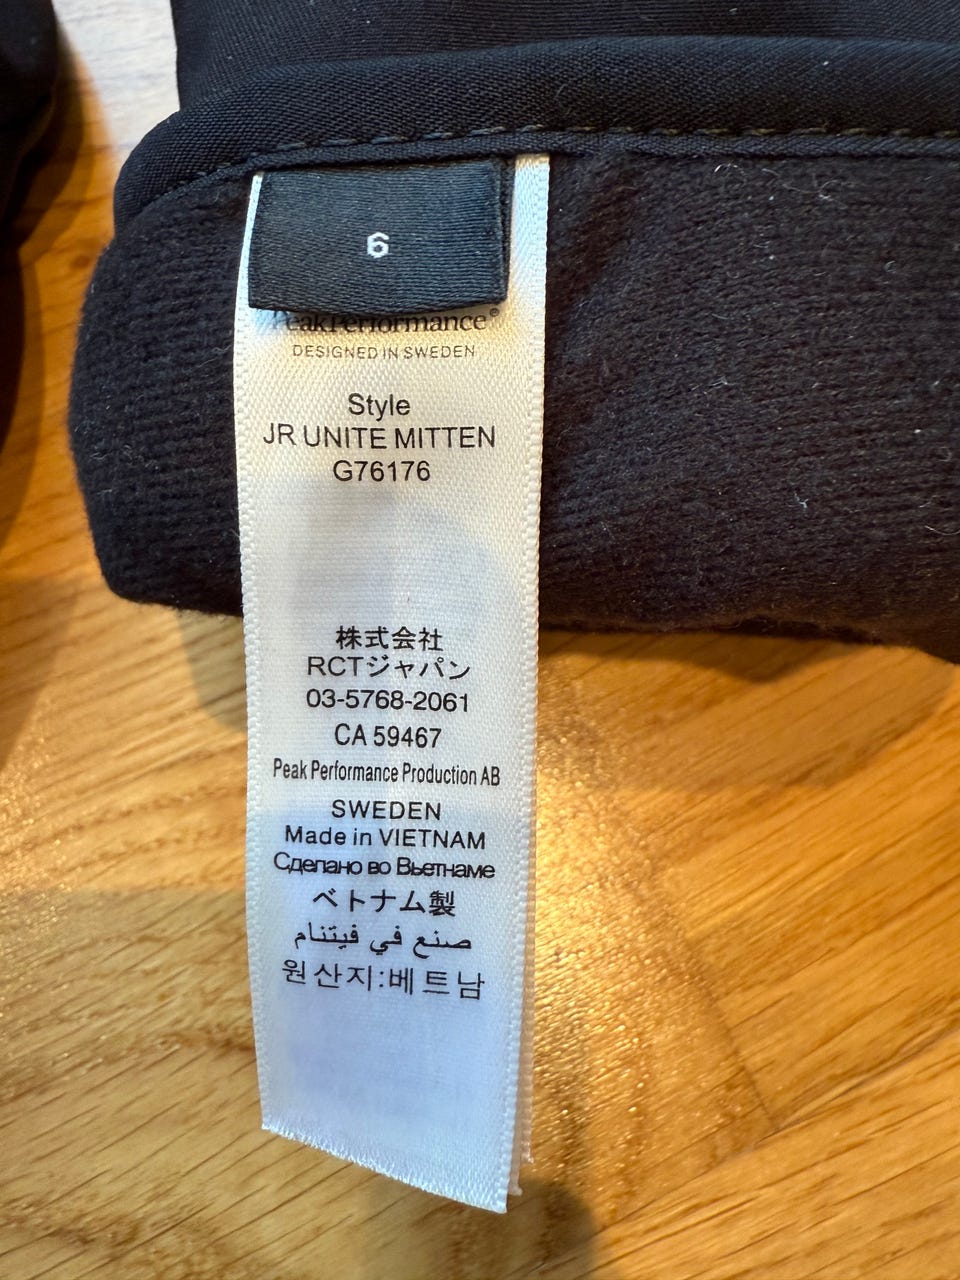 6
PeakPerformance®
DESIGNED IN SWEDEN
Style
JR UNITE MITTEN
G76176
株式会社
RCTジャパン
03-5768-2061
CA 59467
Peak Performance Production AB
SWEDEN
Made in VIETNAM
Сделано во Вьетнаме
ベトナム製
صنع في فيتنام
원산지:베트남